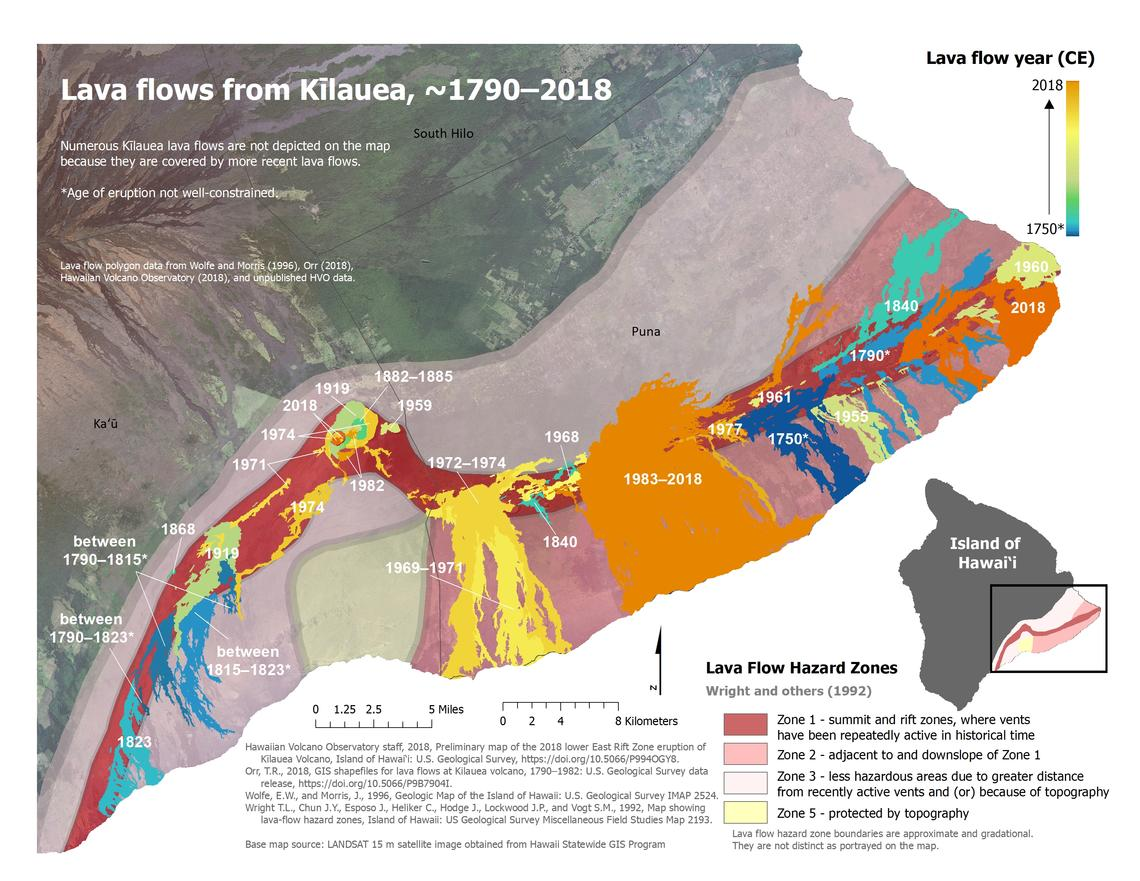 Lava flows from Kīlauea, ~1790–2018
Numerous Kīlauea lava flows are not depicted on the map
because they are covered by more recent lava flows.
*Age of eruption not well-constrained.
Lava flow polygon data from Wolfe and Morris (1996), Orr (2018),
Hawaiian Volcano Observatory (2018), and unpublished HVO data.
South Hilo
Puna
Kaʻū
Lava flow year (CE)
2018
1750*
1960
2018
1840
1790*
1961
1955
1977
1750*
1983–2018
1882–1885
1919
2018
1959
1974
1971
1982
1968
1972–1974
1974
1868
1919
1840
between
1790–1815*
1969–1971
between
1790–1823*
between
1815–1823*
1823
Island of
Hawaiʻi
N
0 1.25 2.5 5 Miles
0 2 4 8 Kilometers
Lava Flow Hazard Zones
Wright and others (1992)
Zone 1 - summit and rift zones, where vents
have been repeatedly active in historical time
Zone 2 - adjacent to and downslope of Zone 1
Zone 3 - less hazardous areas due to greater distance
from recently active vents and (or) because of topography
Zone 5 - protected by topography
Lava flow hazard zone boundaries are approximate and gradational.
They are not distinct as portrayed on the map.
Hawaiian Volcano Observatory staff, 2018, Preliminary map of the 2018 lower East Rift Zone eruption of
Kīlauea Volcano, Island of Hawaiʻi: U.S. Geological Survey, https://doi.org/10.5066/P994OGY8.
Orr, T.R., 2018, GIS shapefiles for lava flows at Kīlauea volcano, 1790–1982: U.S. Geological Survey data
release, https://doi.org/10.5066/P9B7904I.
Wolfe, E.W., and Morris, J., 1996, Geologic Map of the Island of Hawaii: U.S. Geological Survey IMAP 2524.
Wright T.L., Chun J.Y., Esposo J., Heliker C., Hodge J., Lockwood J.P., and Vogt S.M., 1992, Map showing
lava-flow hazard zones, Island of Hawaii: US Geological Survey Miscellaneous Field Studies Map 2193.
Base map source: LANDSAT 15 m satellite image obtained from Hawaii Statewide GIS Program